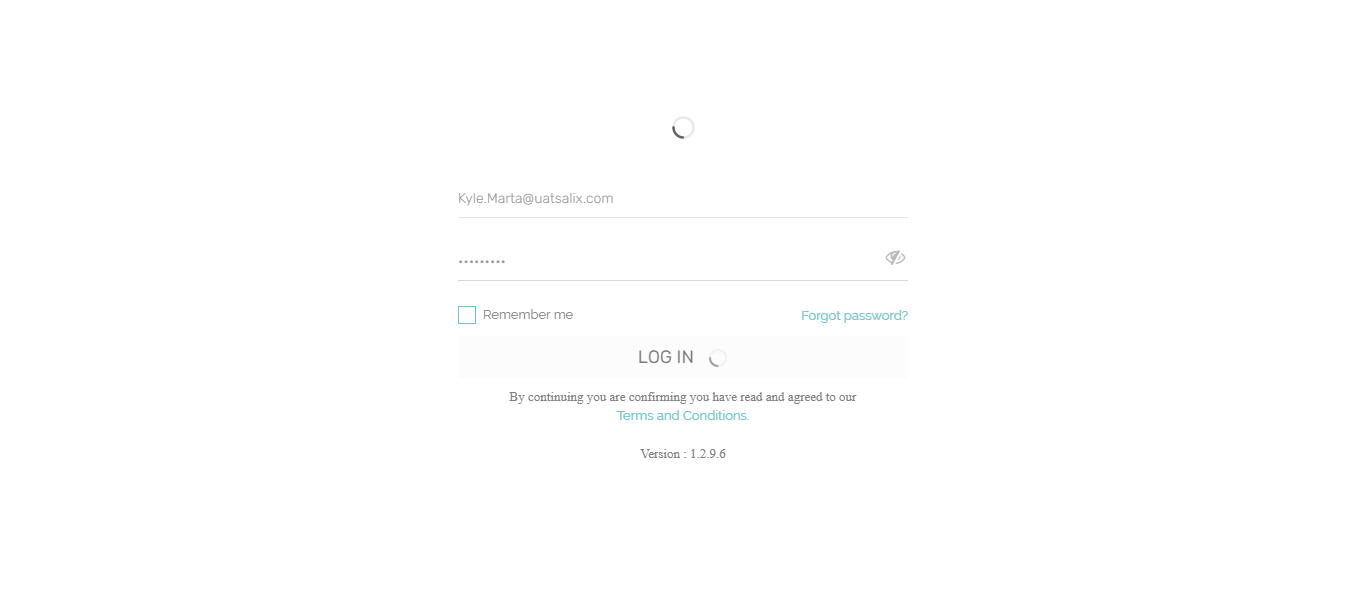 Kyle.Marta@uatsalix.com
•••••••••
Remember me
Forgot password?
LOG IN
By continuing you are confirming you have read and agreed to our
Terms and Conditions.
Version : 1.2.9.6